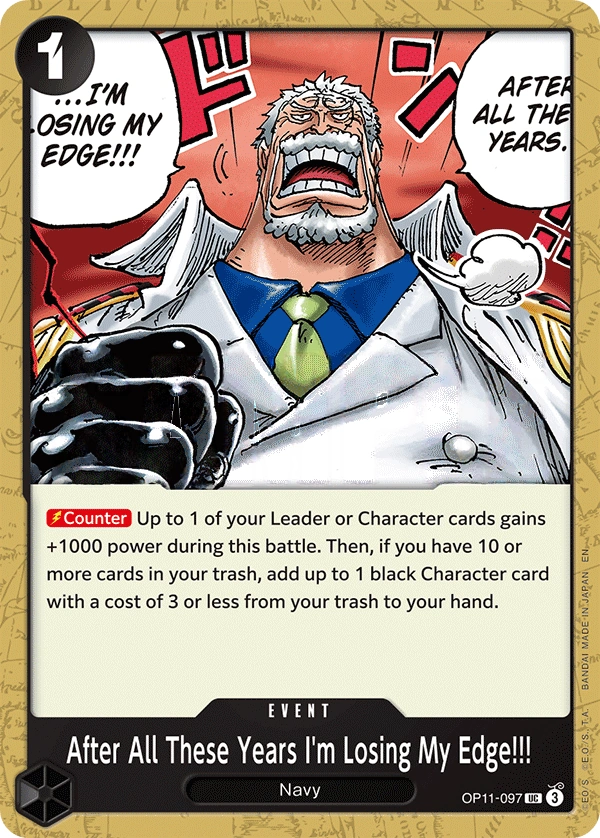 1
...I'M
LOSING MY
EDGE!!!
AFTER
ALL THE
YEARS.
ドン
Counter Up to 1 of your Leader or Character cards gains
+1000 power during this battle. Then, if you have 10 or
more cards in your trash, add up to 1 black Character card
with a cost of 3 or less from your trash to your hand.
EVENT
After All These Years I'm Losing My Edge!!!
Navy
OP11-097 UC 3
©E.O.S. ©E.O.S., T.A. BANDAI MADE IN JAPAN EN